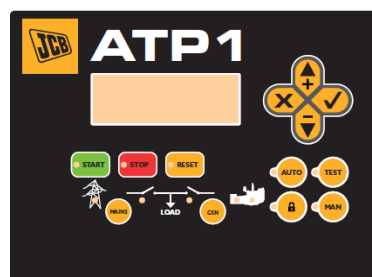 JCB
ATP1
START
STOP
RESET
AUTO
TEST
MAINS
LOAD
GEN
MAN